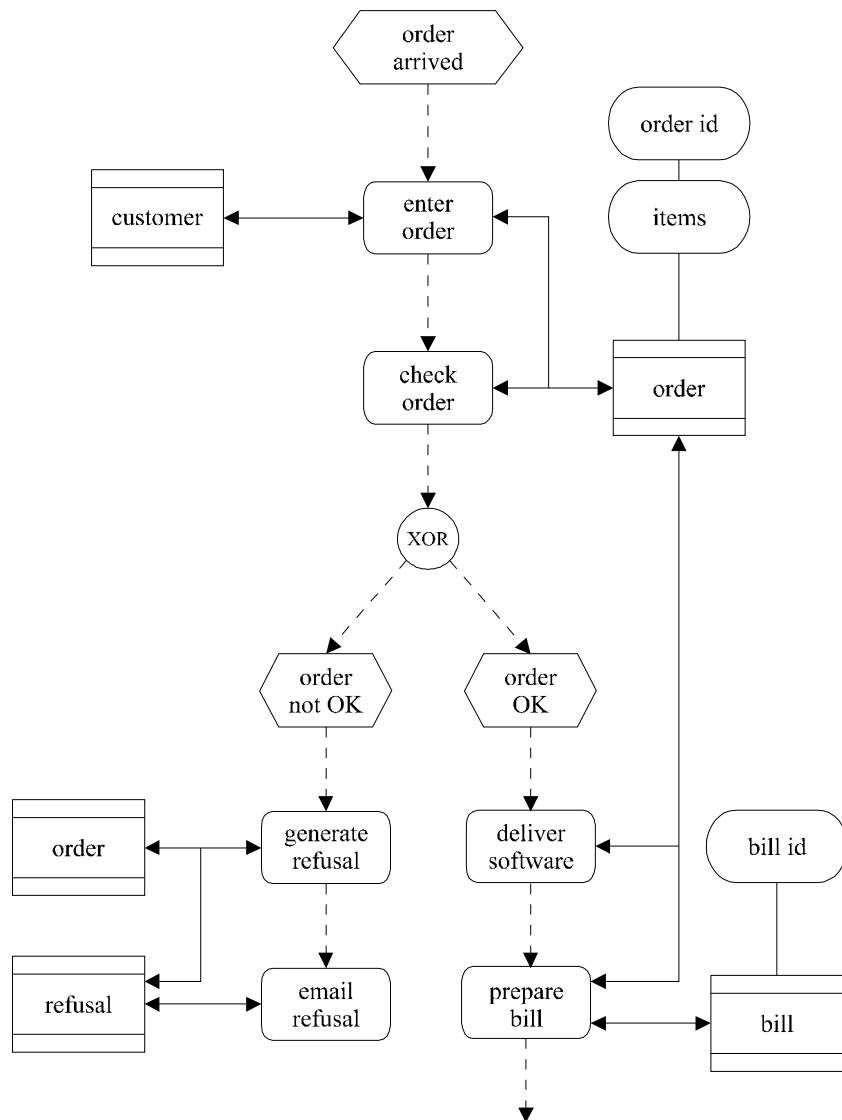 order
arrived
order id
customer
enter
order
items
check
order
order
XOR
order
not OK
order
OK
order
generate
refusal
deliver
software
bill id
refusal
email
refusal
prepare
bill
bill